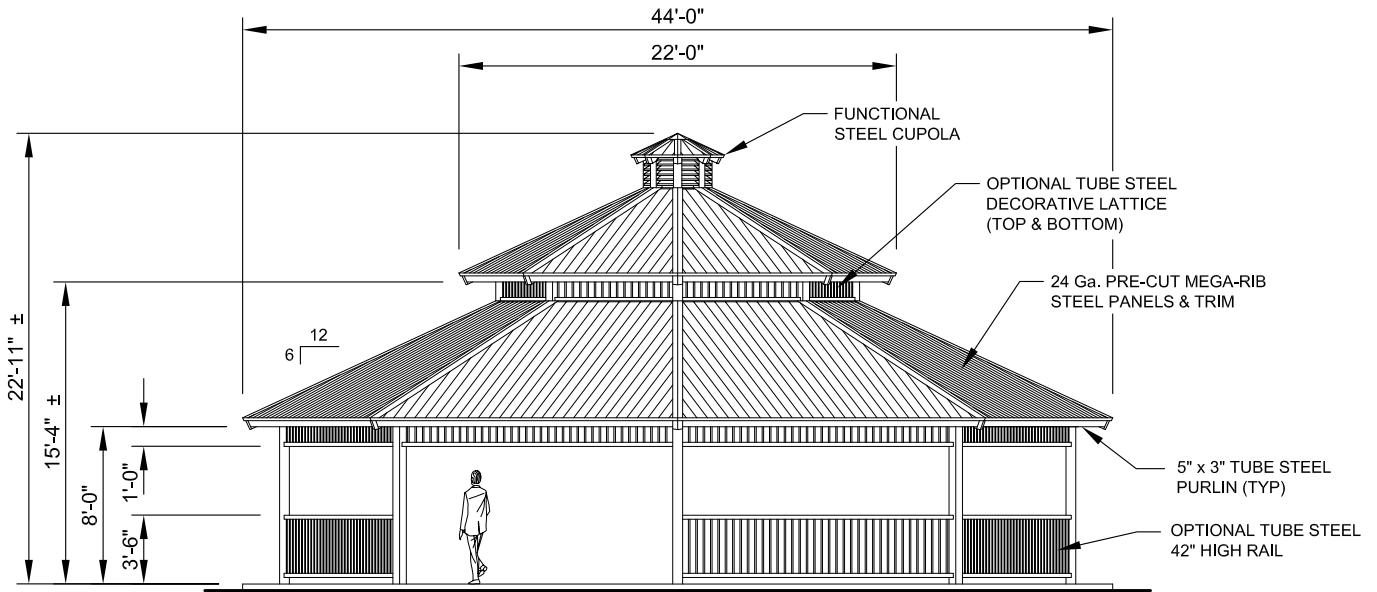 44'-0"
22'-0"
FUNCTIONAL
STEEL CUPOLA
OPTIONAL TUBE STEEL
DECORATIVE LATTICE
(TOP & BOTTOM)
24 Ga. PRE-CUT MEGA-RIB
STEEL PANELS & TRIM
12
6
22'-11" ±
15'-4" ±
8'-0"
1'-0"
3'-6"
5" x 3" TUBE STEEL
PURLIN (TYP)
OPTIONAL TUBE STEEL
42" HIGH RAIL